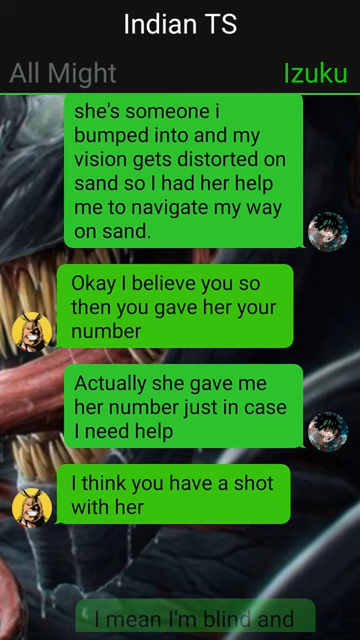 Indian TS
All Might
Izuku
she's someone i
bumped into and my
vision gets distorted on
sand so I had her help
me to navigate my way
on sand.
Okay I believe you so
then you gave her your
number
Actually she gave me
her number just in case
I need help
I think you have a shot
with her
I mean I'm blind and